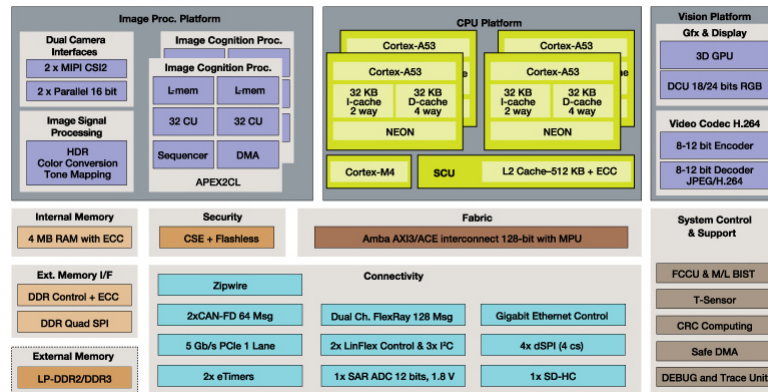 Image Proc. Platform
Dual Camera
Interfaces
2 x MIPI CSI2
2 x Parallel 16 bit
Image Signal
Processing
HDR
Color Conversion
Tone Mapping
Image Cognition Proc.
Image Cognition Proc.
L-mem
L-mem
32 CU
32 CU
Sequencer
DMA
APEX2CL
CPU Platform
Cortex-A53
Cortex-A53
32 KB
I-cache
2 way
32 KB
D-cache
4 way
NEON
Cortex-A53
Cortex-A53
32 KB
I-cache
2 way
32 KB
D-cache
4 way
NEON
Cortex-M4
SCU
L2 Cache–512 KB + ECC
Vision Platform
Gfx & Display
3D GPU
DCU 18/24 bits RGB
Video Codec H.264
8-12 bit Encoder
8-12 bit Decoder
JPEG/H.264
Internal Memory
4 MB RAM with ECC
Security
CSE + Flashless
Fabric
Amba AXI3/ACE interconnect 128-bit with MPU
System Control
& Support
FCCU & M/L BIST
T-Sensor
CRC Computing
Safe DMA
DEBUG and Trace Unit
Ext. Memory I/F
DDR Control + ECC
DDR Quad SPI
External Memory
LP-DDR2/DDR3
Connectivity
Zipwire
2xCAN-FD 64 Msg
Dual Ch. FlexRay 128 Msg
Gigabit Ethernet Control
5 Gb/s PCIe 1 Lane
2x LinFlex Control & 3x I²C
4x dSPI (4 cs)
2x eTimers
1x SAR ADC 12 bits, 1.8 V
1x SD-HC